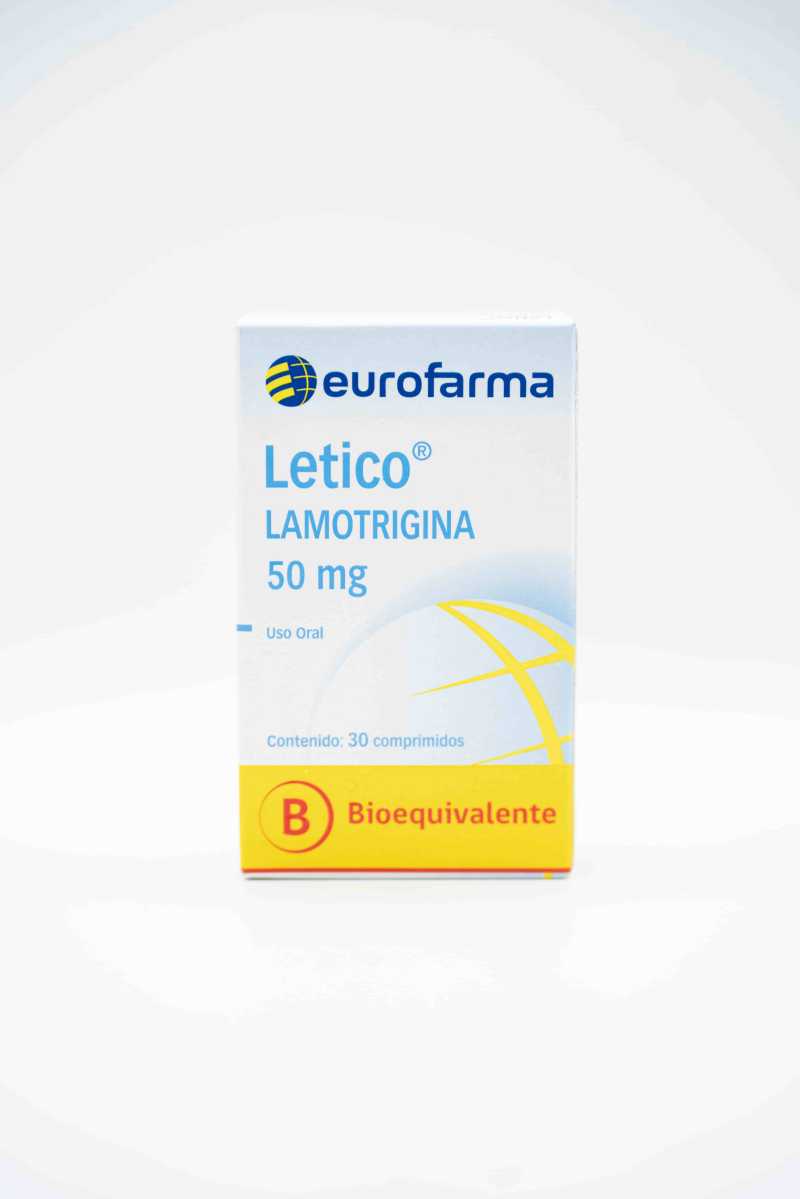 eurofarma
Letico®
LAMOTRIGINA
50 mg
Uso Oral
Contenido: 30 comprimidos
B Bioequivalente